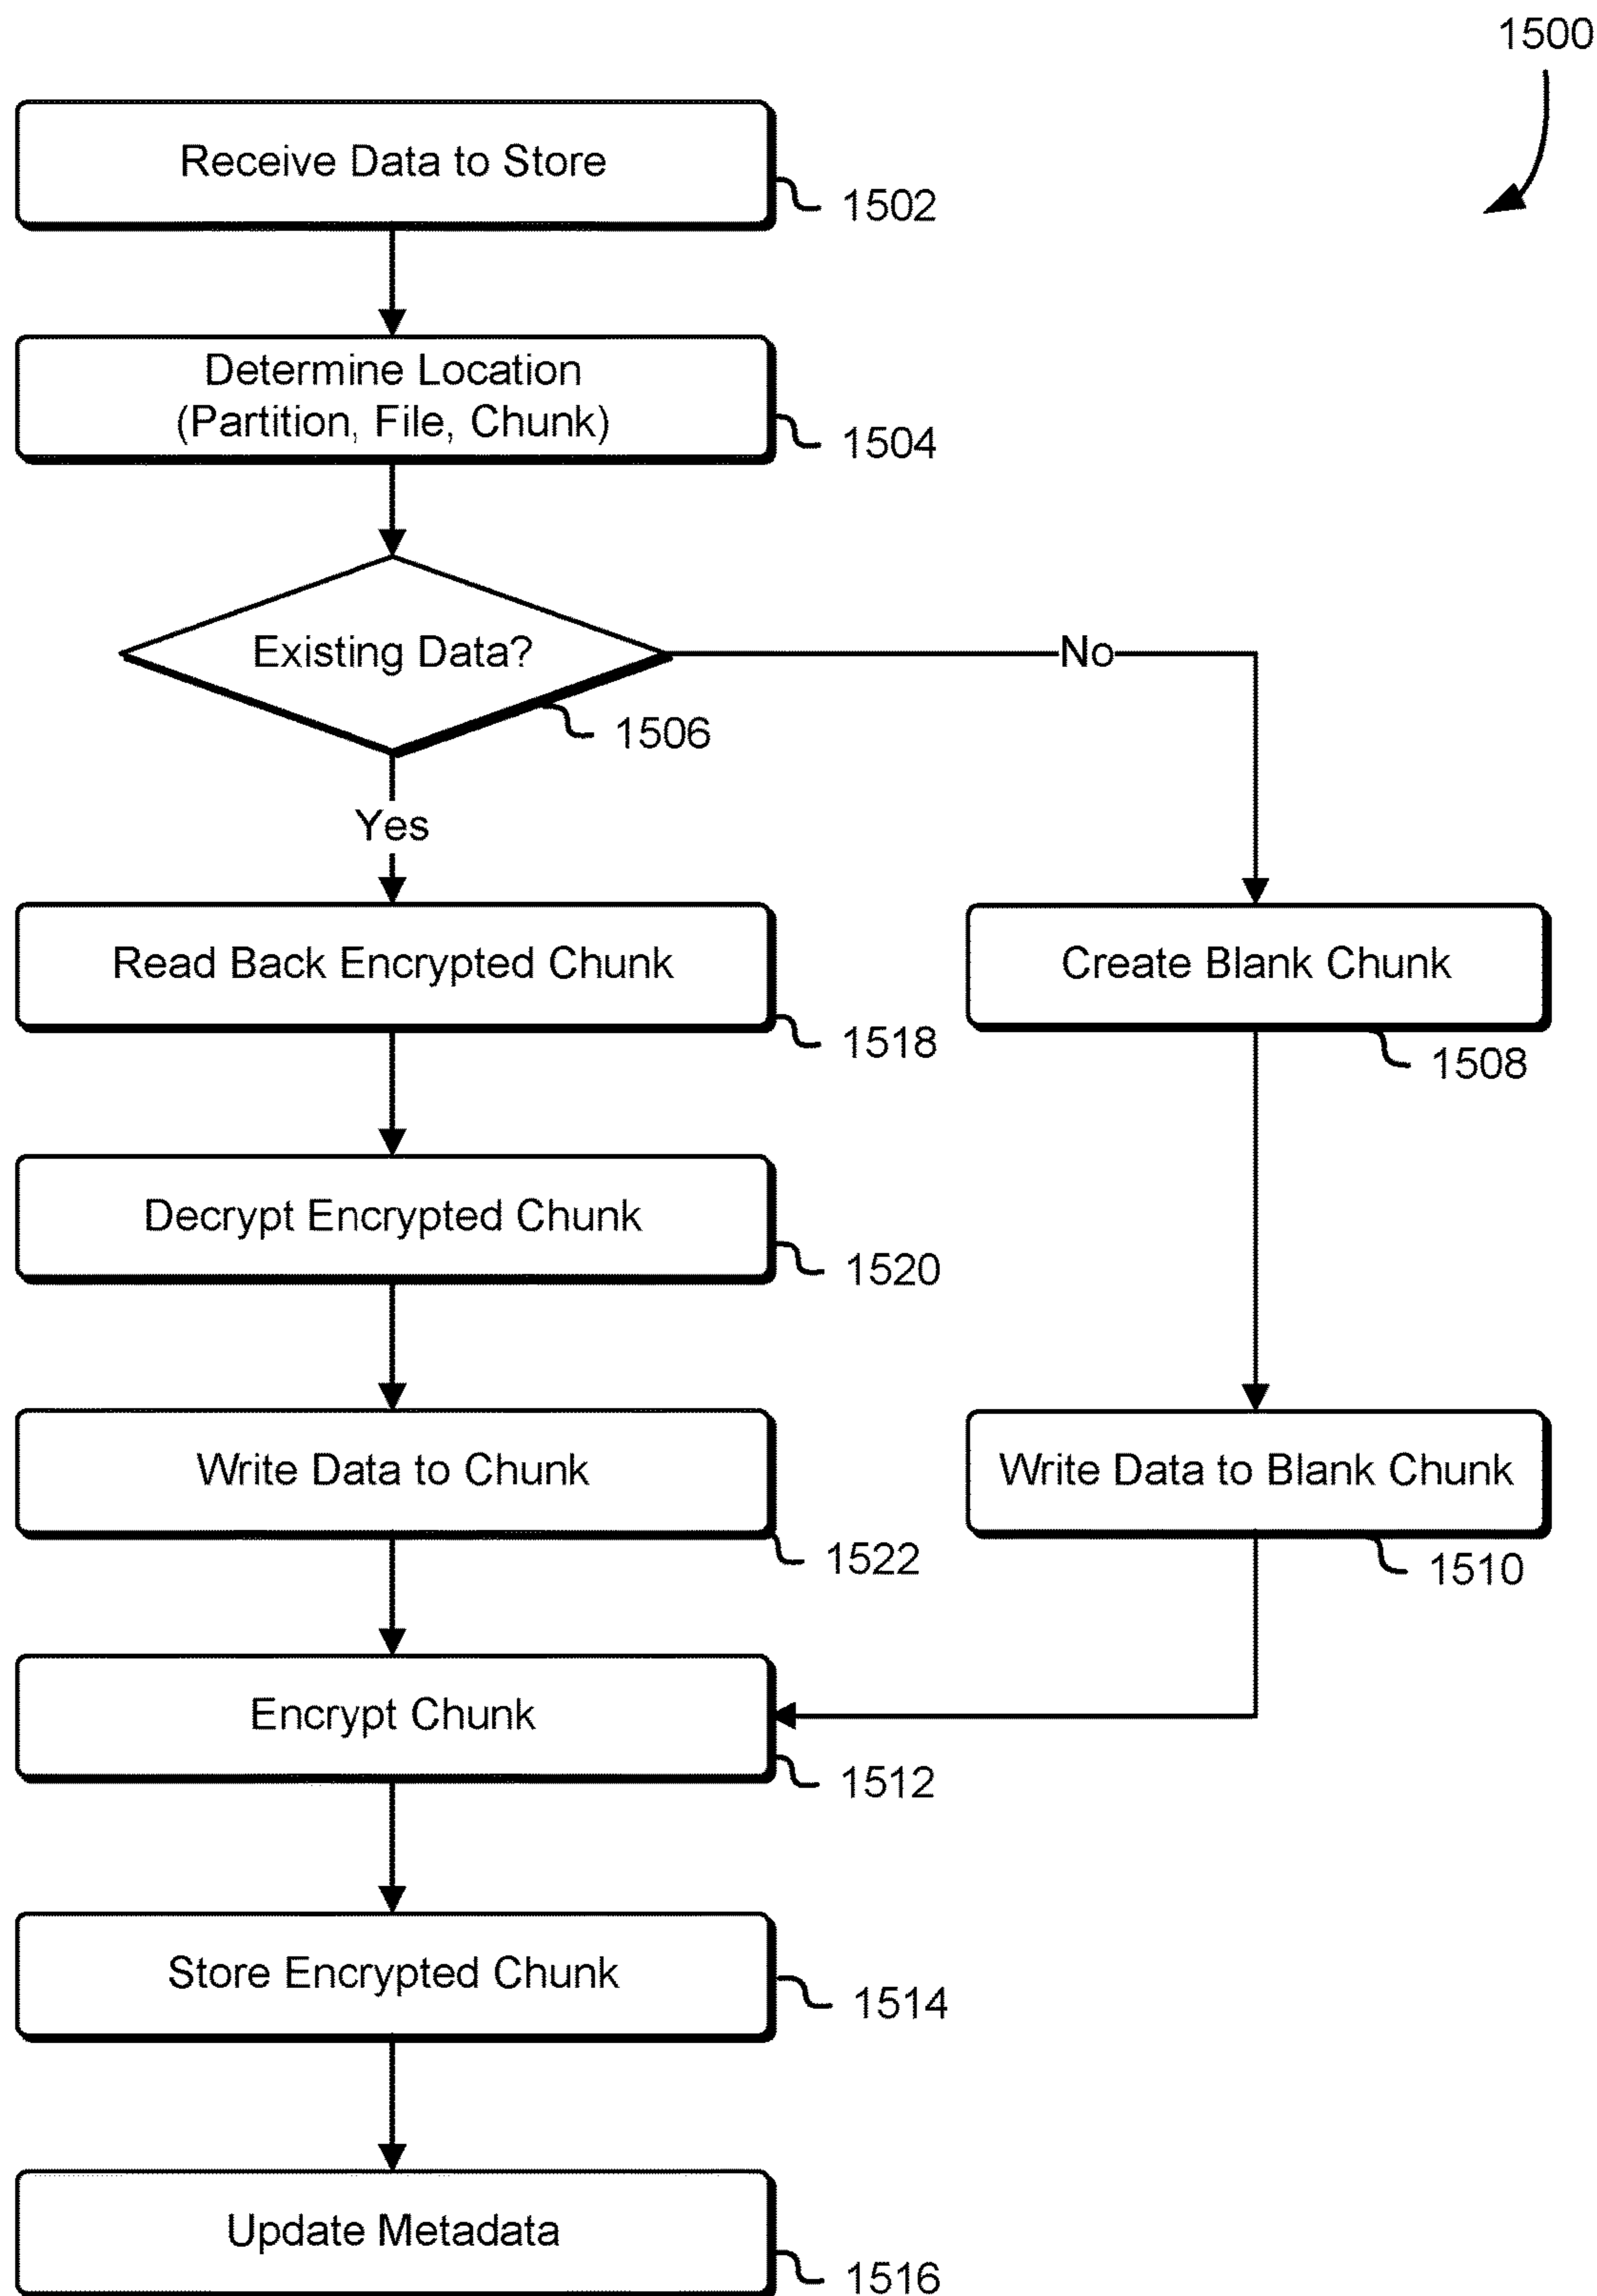 1500
Receive Data to Store
1502
Determine Location
(Partition, File, Chunk)
1504
Existing Data?
No
1506
Yes
Read Back Encrypted Chunk
1518
Create Blank Chunk
1508
Decrypt Encrypted Chunk
1520
Write Data to Chunk
1522
Write Data to Blank Chunk
1510
Encrypt Chunk
1512
Store Encrypted Chunk
1514
Update Metadata
1516